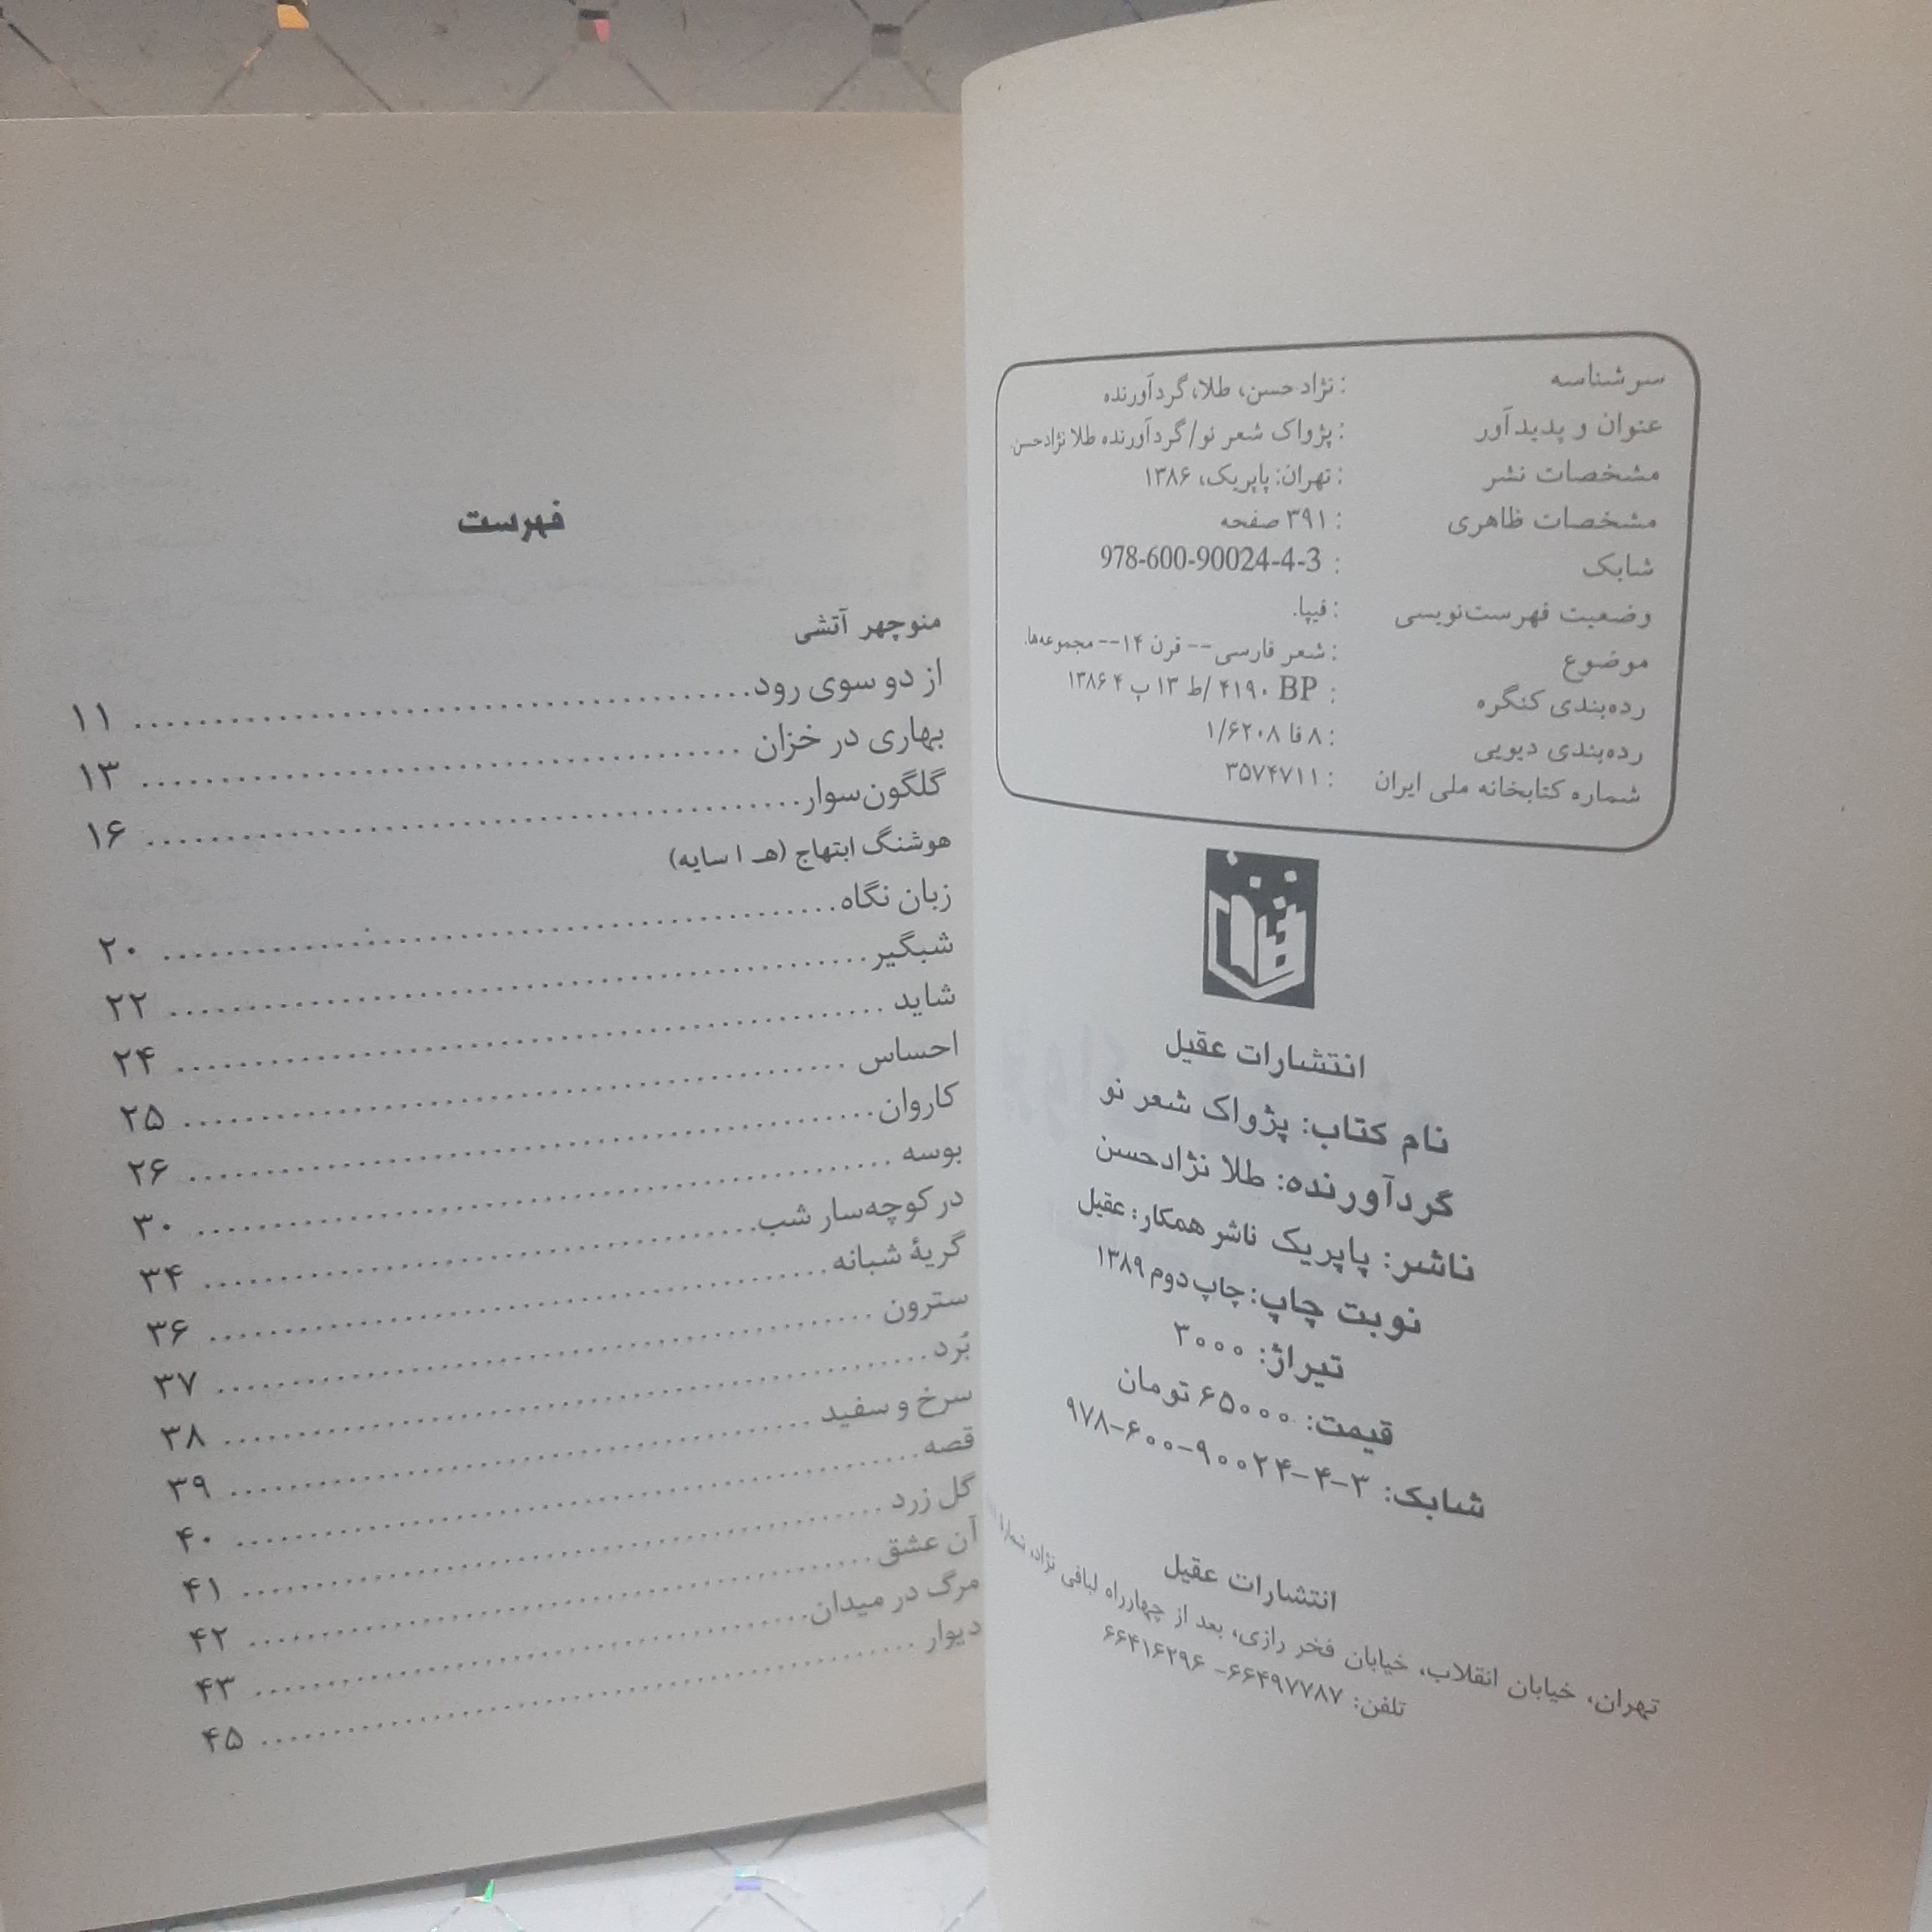 سرشناسه : نژاد حسن، طلا، گردآورنده
عنوان و پدیدآور : پژواک شعر نو/گردآورنده طلا نژادحسن.
مشخصات نشر : تهران: پاپریک، ۱۳۸۶
مشخصات ظاهری : ۳۹۱ صفحه
شابک : 978-600-90024-4-3
وضعیت فهرست‌نویسی : فیپا.
موضوع : شعر فارسی-- قرن ۱۴-- مجموعه‌ها.
رده‌بندی کنگره : BP ۴۱۹۰ /ط ۱۳ پ ۴ ۱۳۸۶
رده‌بندی دیویی : ۸ فا ۱/۶۲۰۸
شماره کتابخانه ملی ایران : ۳۵۷۴۷۱۱
انتشارات عقیل
نام کتاب: پژواک شعر نو
گردآورنده: طلا نژادحسن
ناشر: پاپریک ناشر همکار: عقیل
نوبت چاپ: چاپ دوم ۱۳۸۹
تیراژ: ۳۰۰۰
قیمت: ۶۵۰۰۰ تومان
شابک: ۳-۴-۹۰۰۲۴-۶۰۰-۹۷۸
انتشارات عقیل
تهران، خیابان انقلاب، خیابان فخر رازی، بعد از چهارراه لبافی نژاد، شمارهٔ
تلفن: ۶۶۴۹۷۷۸۷- ۶۶۴۱۶۲۹۶
فهرست
منوچهر آتشی
از دو سوی رود ........ ۱۱
بهاری در خزان ........ ۱۳
گلگون‌سوار ........ ۱۶
هوشنگ ابتهاج (هـ ا سایه)
زبان نگاه ........ ۲۰
شبگیر ........ ۲۲
شاید ........ ۲۴
احساس ........ ۲۵
کاروان ........ ۲۶
بوسه ........ ۳۰
در کوچه‌سار شب ........ ۳۴
گریهٔ شبانه ........ ۳۶
سترون ........ ۳۷
بُرد ........ ۳۸
سرخ و سفید ........ ۳۹
قصه ........ ۴۰
گل زرد ........ ۴۱
آن عشق ........ ۴۲
مرگ در میدان ........ ۴۳
دیوار ........ ۴۵